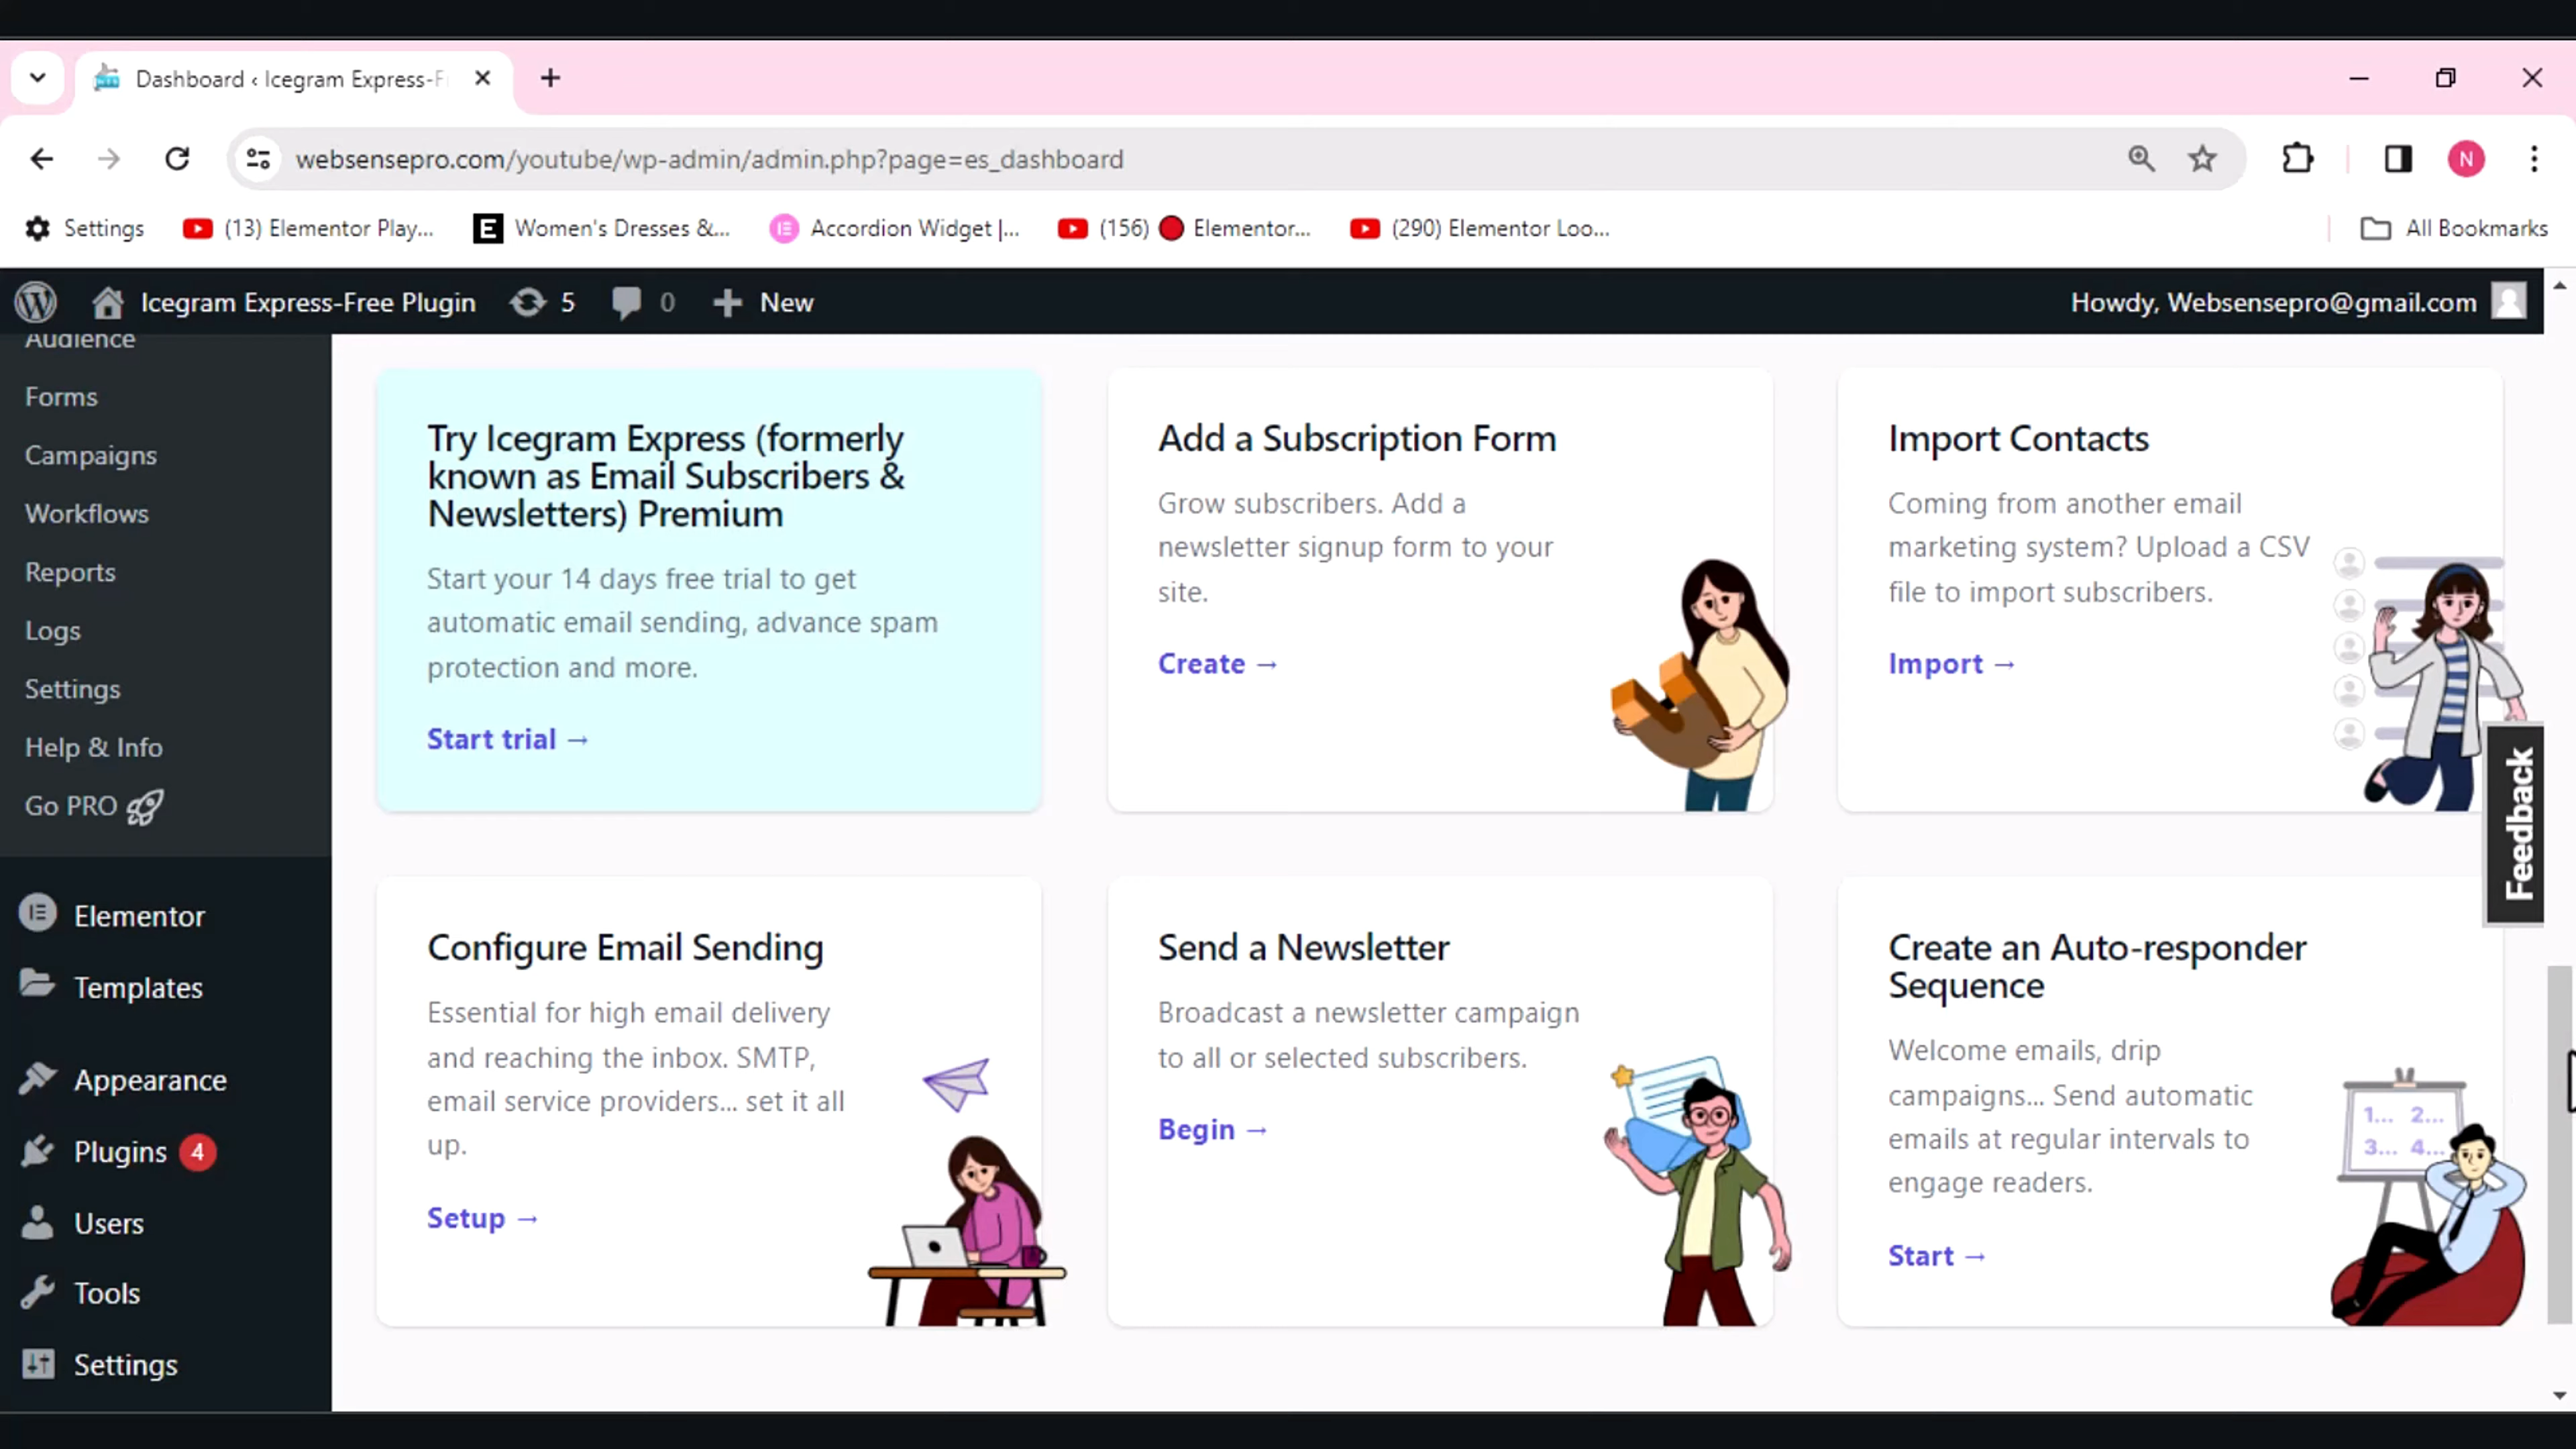 Dashboard ‹ Icegram Express-F
websensepro.com/youtube/wp-admin/admin.php?page=es_dashboard
N
Settings
(13) Elementor Play...
E
Women's Dresses &...
Accordion Widget |...
(156)
Elementor...
(290) Elementor Loo...
All Bookmarks
Icegram Express-Free Plugin
5
0
New
Howdy, Websensepro@gmail.com
Audience
Forms
Campaigns
Workflows
Reports
Logs
Settings
Help & Info
Go PRO
Elementor
Templates
Appearance
Plugins 4
Users
Tools
Settings
Try Icegram Express (formerly
known as Email Subscribers &
Newsletters) Premium
Start your 14 days free trial to get
automatic email sending, advance spam
protection and more.
Start trial →
Add a Subscription Form
Grow subscribers. Add a
newsletter signup form to your
site.
Create →
Import Contacts
Coming from another email
marketing system? Upload a CSV
file to import subscribers.
Import →
Feedback
Configure Email Sending
Essential for high email delivery
and reaching the inbox. SMTP,
email service providers... set it all
up.
Setup →
Send a Newsletter
Broadcast a newsletter campaign
to all or selected subscribers.
Begin →
Create an Auto-responder
Sequence
Welcome emails, drip
campaigns... Send automatic
emails at regular intervals to
engage readers.
Start →
1... 2...
3... 4...